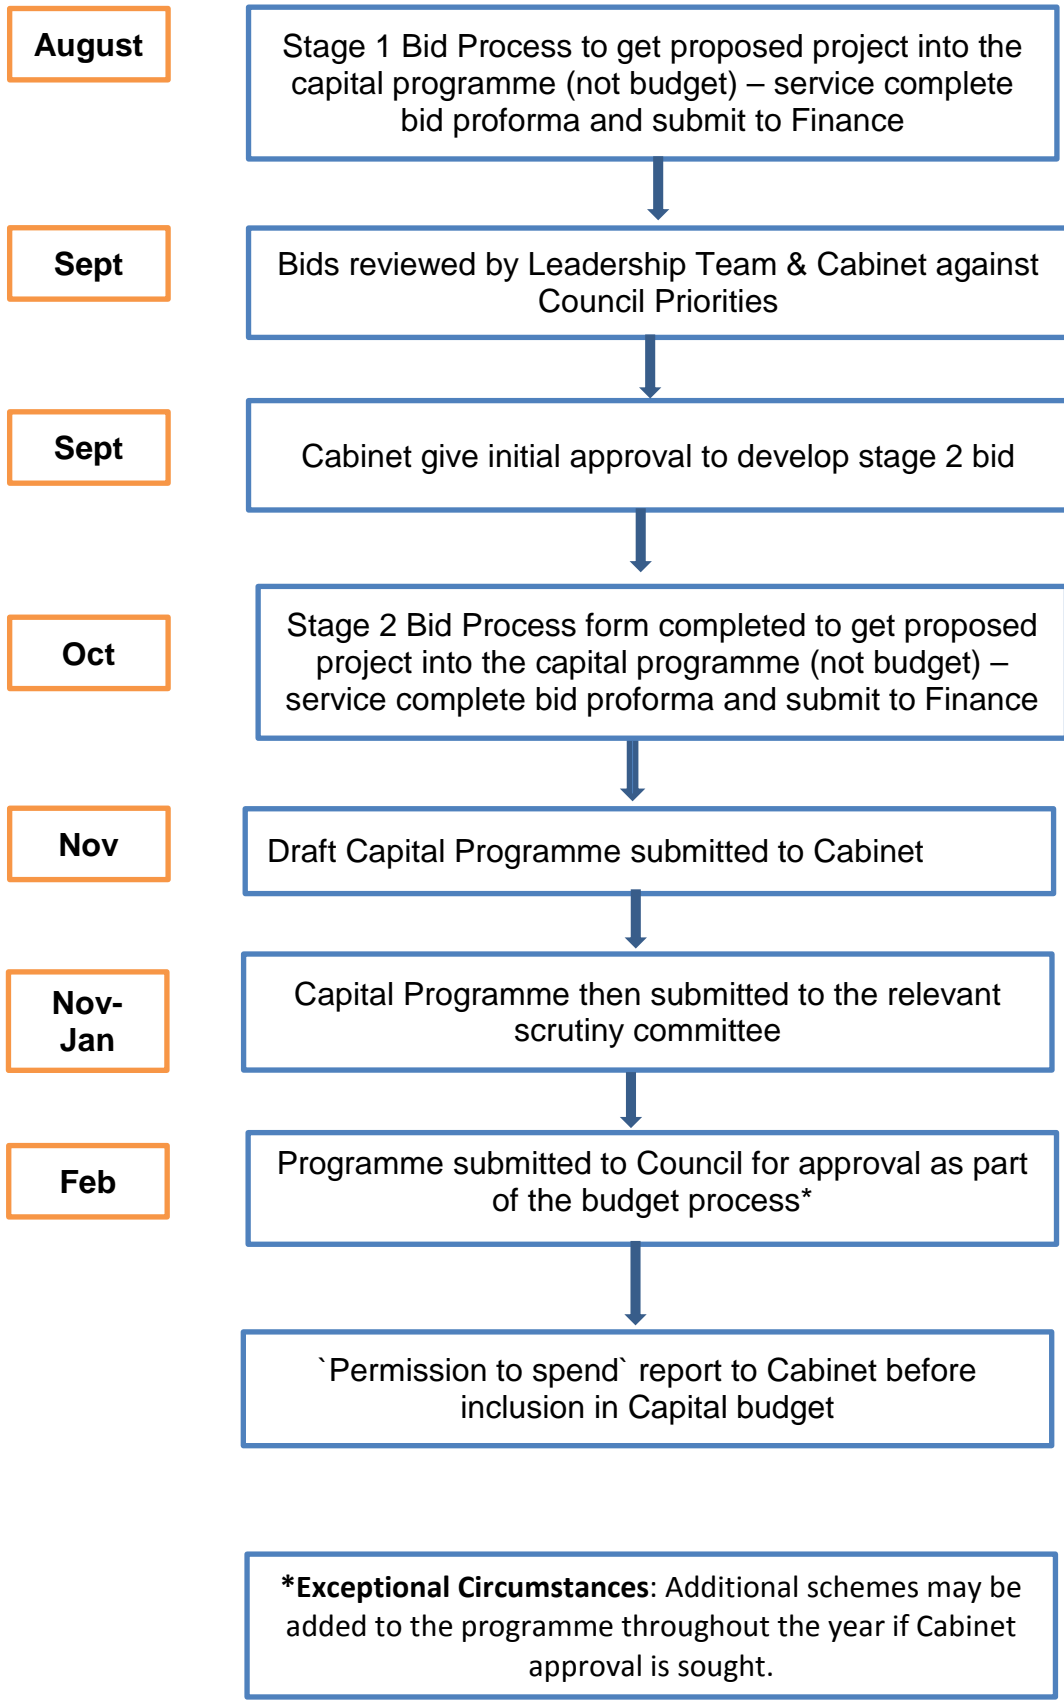 August
Stage 1 Bid Process to get proposed project into the
capital programme (not budget) – service complete
bid proforma and submit to Finance
Sept
Bids reviewed by Leadership Team & Cabinet against
Council Priorities
Sept
Cabinet give initial approval to develop stage 2 bid
Oct
Stage 2 Bid Process form completed to get proposed
project into the capital programme (not budget) –
service complete bid proforma and submit to Finance
Nov
Draft Capital Programme submitted to Cabinet
Nov-
Jan
Capital Programme then submitted to the relevant
scrutiny committee
Feb
Programme submitted to Council for approval as part
of the budget process*
`Permission to spend` report to Cabinet before
inclusion in Capital budget
*Exceptional Circumstances: Additional schemes may be
added to the programme throughout the year if Cabinet
approval is sought.